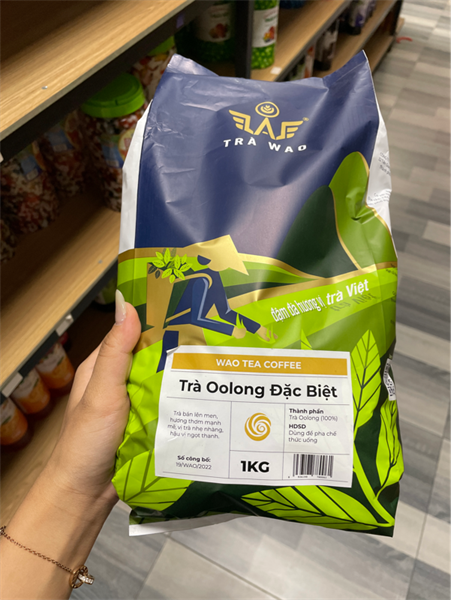 TRÀ WAO
đậm đà hương vị trà Việt
WAO TEA COFFEE
Trà Oolong Đặc Biệt
Trà bán lên men,
hương thơm mạnh
mẽ, vị trà nhẹ nhàng,
hậu vị ngọt thanh.
Số công bố:
19/WAO/2022
1KG
Thành phần
Trà Oolong (100%)
HDSD
Dùng để pha chế
thức uống